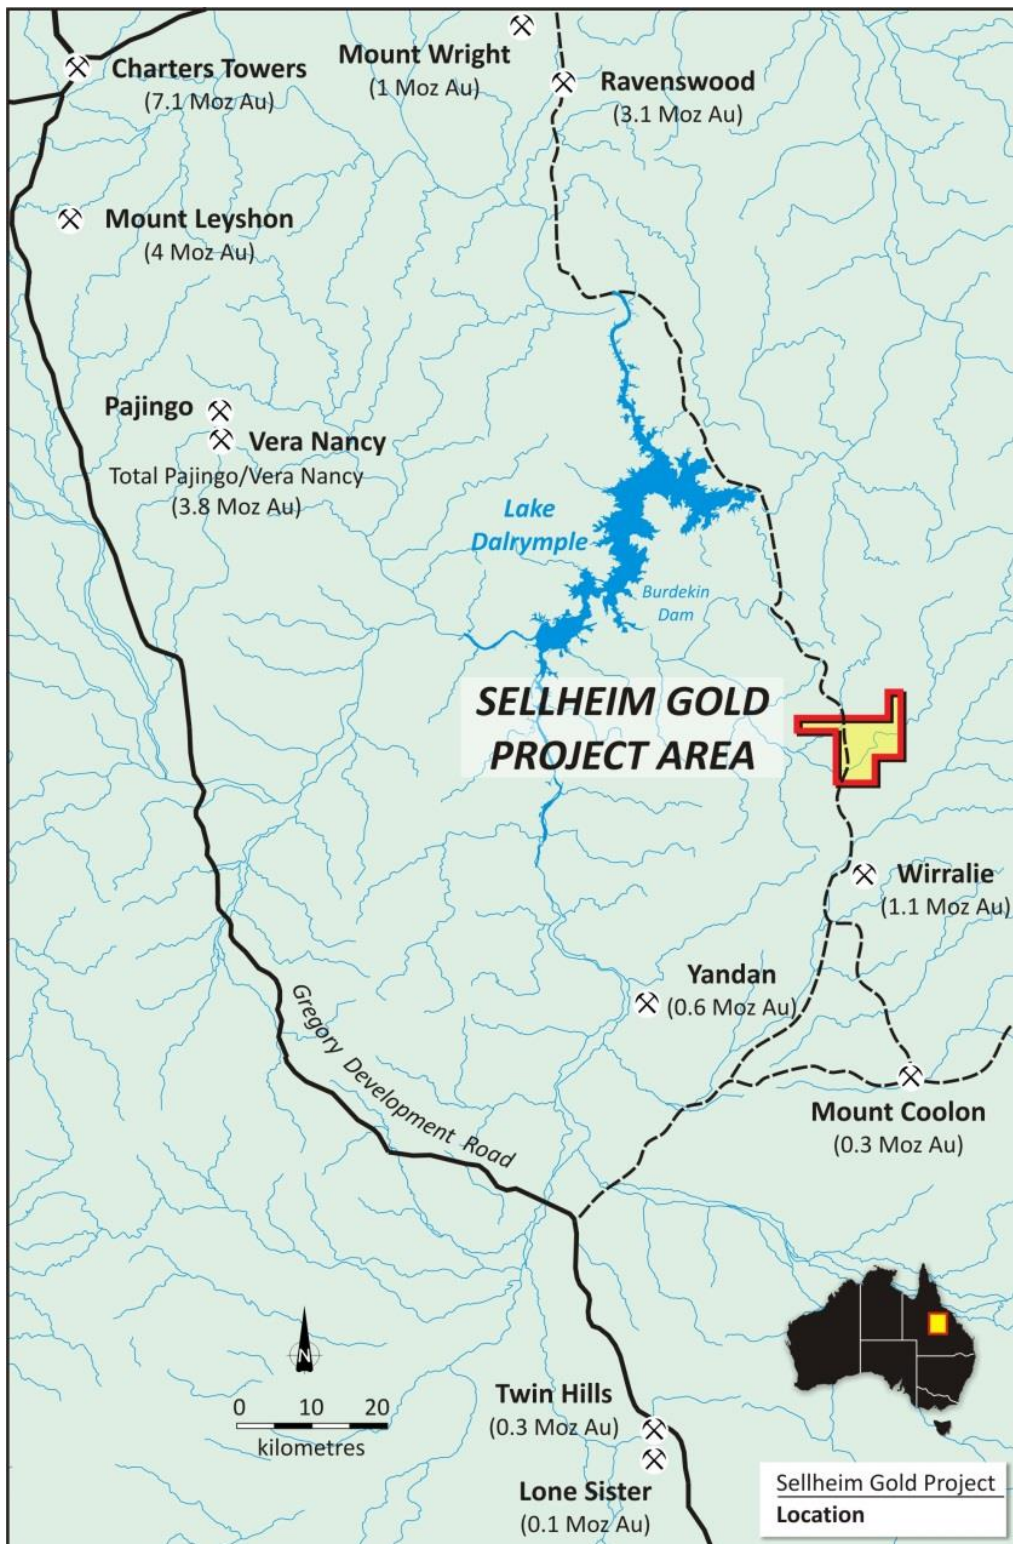 Mount Wright
(1 Moz Au)
Charters Towers
(7.1 Moz Au)
Ravenswood
(3.1 Moz Au)
Mount Leyshon
(4 Moz Au)
Pajingo
Vera Nancy
Total Pajingo/Vera Nancy
(3.8 Moz Au)
Lake
Dalrymple
Burdekin
Dam
SELLHEIM GOLD
PROJECT AREA
Wirralie
(1.1 Moz Au)
Yandan
(0.6 Moz Au)
Gregory Development Road
Mount Coolon
(0.3 Moz Au)
N
0 10 20
kilometres
Twin Hills
(0.3 Moz Au)
Lone Sister
(0.1 Moz Au)
Sellheim Gold Project
Location